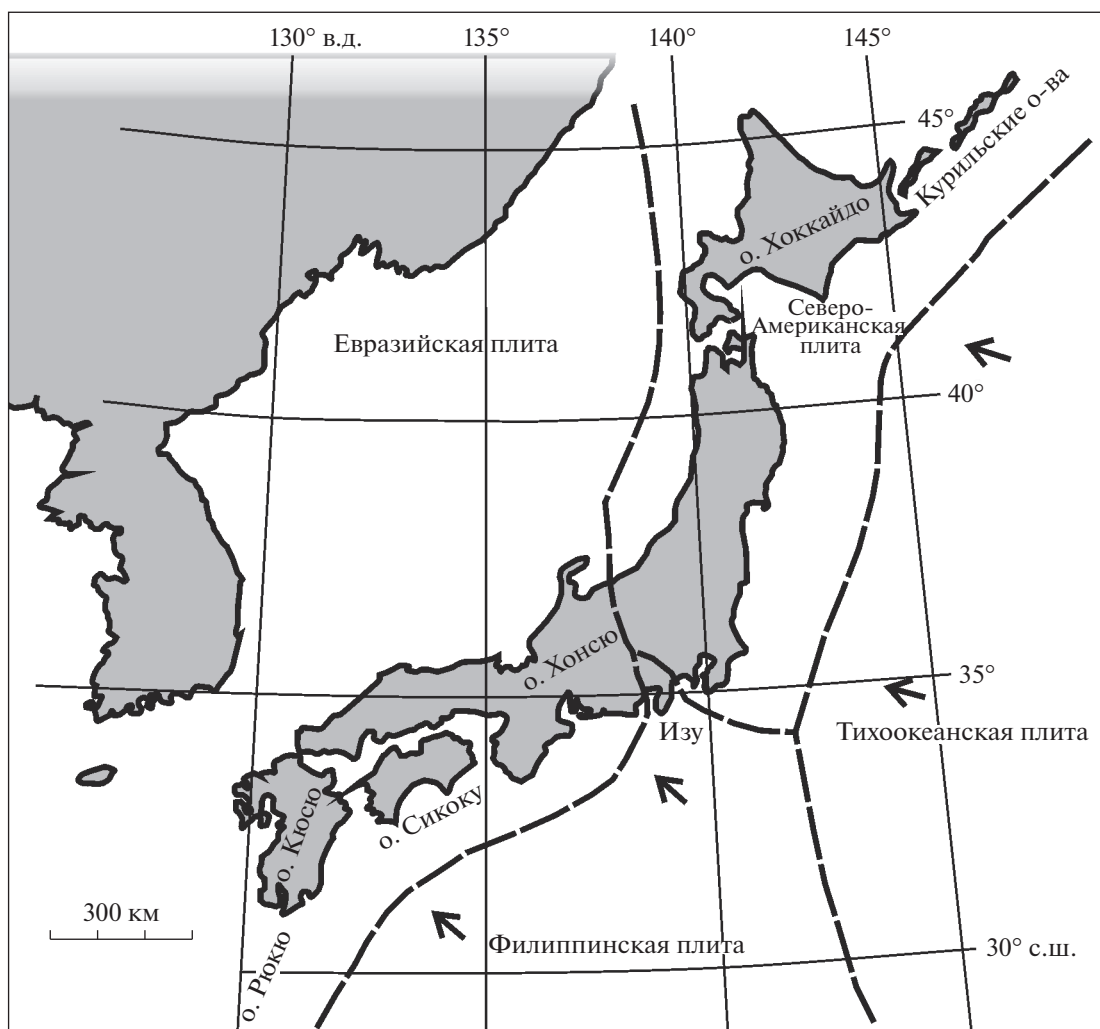 130° в.д.
135°
140°
145°
45°
Курильские о-ва
о. Хоккайдо
Северо-
Американская
плита
Евразийская плита
40°
о. Хонсю
35°
Изу
Тихоокеанская плита
о. Сикоку
о. Кюсю
300 км
Филиппинская плита
30° с.ш.
о. Рюкю